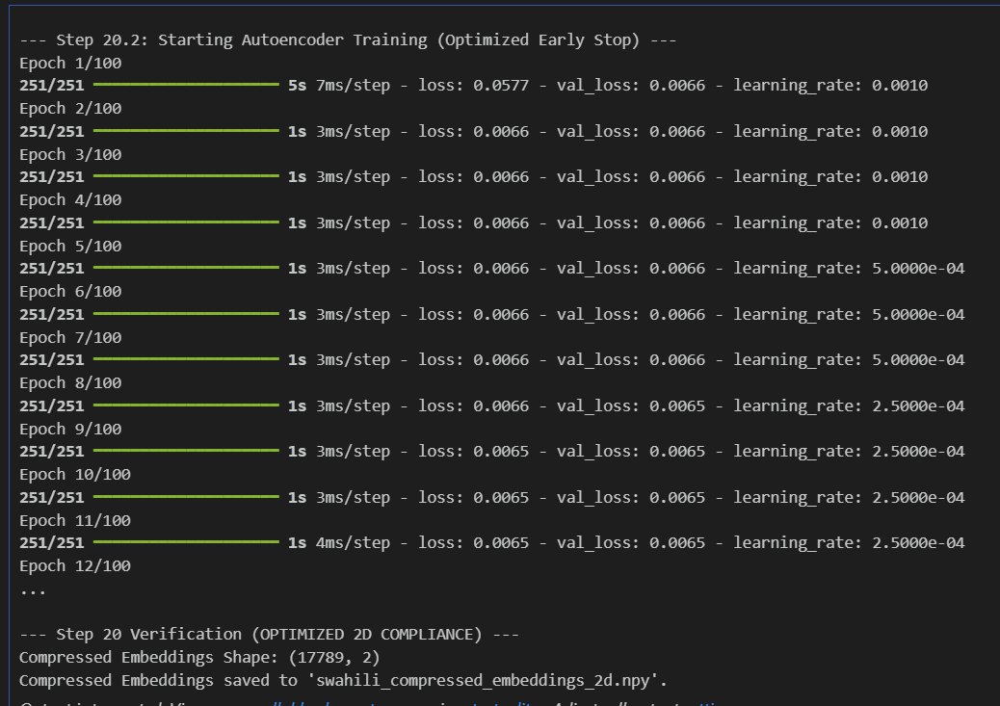 --- Step 20.2: Starting Autoencoder Training (Optimized Early Stop) ---
Epoch 1/100
251/251 ━━━━━━━━━━━━━━━━━━━━ 5s 7ms/step - loss: 0.0577 - val_loss: 0.0066 - learning_rate: 0.0010
Epoch 2/100
251/251 ━━━━━━━━━━━━━━━━━━━━ 1s 3ms/step - loss: 0.0066 - val_loss: 0.0066 - learning_rate: 0.0010
Epoch 3/100
251/251 ━━━━━━━━━━━━━━━━━━━━ 1s 3ms/step - loss: 0.0066 - val_loss: 0.0066 - learning_rate: 0.0010
Epoch 4/100
251/251 ━━━━━━━━━━━━━━━━━━━━ 1s 3ms/step - loss: 0.0066 - val_loss: 0.0066 - learning_rate: 0.0010
Epoch 5/100
251/251 ━━━━━━━━━━━━━━━━━━━━ 1s 3ms/step - loss: 0.0066 - val_loss: 0.0066 - learning_rate: 5.0000e-04
Epoch 6/100
251/251 ━━━━━━━━━━━━━━━━━━━━ 1s 3ms/step - loss: 0.0066 - val_loss: 0.0066 - learning_rate: 5.0000e-04
Epoch 7/100
251/251 ━━━━━━━━━━━━━━━━━━━━ 1s 3ms/step - loss: 0.0066 - val_loss: 0.0066 - learning_rate: 5.0000e-04
Epoch 8/100
251/251 ━━━━━━━━━━━━━━━━━━━━ 1s 3ms/step - loss: 0.0066 - val_loss: 0.0065 - learning_rate: 2.5000e-04
Epoch 9/100
251/251 ━━━━━━━━━━━━━━━━━━━━ 1s 3ms/step - loss: 0.0065 - val_loss: 0.0065 - learning_rate: 2.5000e-04
Epoch 10/100
251/251 ━━━━━━━━━━━━━━━━━━━━ 1s 3ms/step - loss: 0.0065 - val_loss: 0.0065 - learning_rate: 2.5000e-04
Epoch 11/100
251/251 ━━━━━━━━━━━━━━━━━━━━ 1s 4ms/step - loss: 0.0065 - val_loss: 0.0065 - learning_rate: 2.5000e-04
Epoch 12/100
...
--- Step 20 Verification (OPTIMIZED 2D COMPLIANCE) ---
Compressed Embeddings Shape: (17789, 2)
Compressed Embeddings saved to 'swahili_compressed_embeddings_2d.npy'.